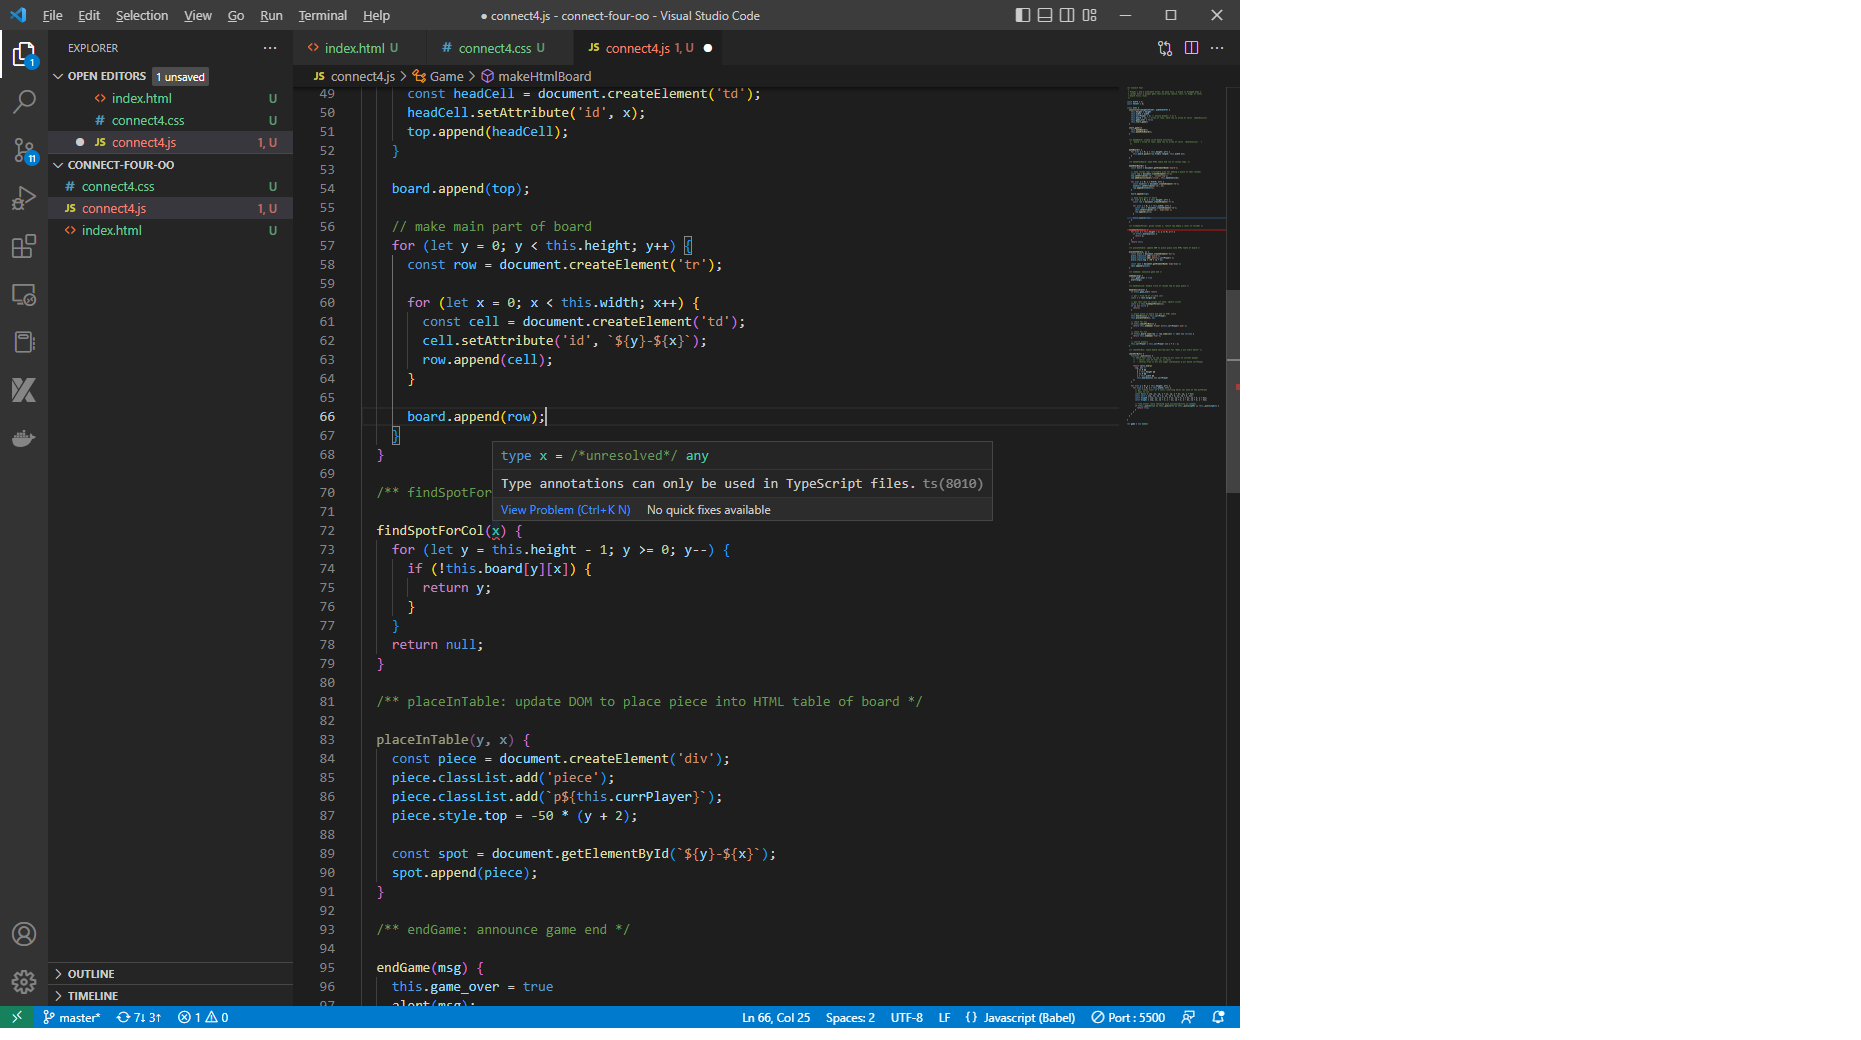 File Edit Selection View Go Run Terminal Help
● connect4.js - connect-four-oo - Visual Studio Code
EXPLORER
OPEN EDITORS 1 unsaved
<> index.html U
# connect4.css U
● JS connect4.js 1, U
CONNECT-FOUR-OO
# connect4.css U
JS connect4.js 1, U
<> index.html U
OUTLINE
TIMELINE
1
11
<> index.html U # connect4.css U JS connect4.js 1, U ●
JS connect4.js > Game > makeHtmlBoard
49 const headCell = document.createElement('td');
50 headCell.setAttribute('id', x);
51 top.append(headCell);
52 }
53
54 board.append(top);
55
56 // make main part of board
57 for (let y = 0; y < this.height; y++) {
58 const row = document.createElement('tr');
59
60 for (let x = 0; x < this.width; x++) {
61 const cell = document.createElement('td');
62 cell.setAttribute('id', `${y}-${x}`);
63 row.append(cell);
64 }
65
66 board.append(row);
67 }
68 }
69
type x = /*unresolved*/ any
Type annotations can only be used in TypeScript files. ts(8010)
View Problem (Ctrl+K N) No quick fixes available
70 /** findSpotFor
71
72 findSpotForCol(x) {
73 for (let y = this.height - 1; y >= 0; y--) {
74 if (!this.board[y][x]) {
75 return y;
76 }
77 }
78 return null;
79 }
80
81 /** placeInTable: update DOM to place piece into HTML table of board */
82
83 placeInTable(y, x) {
84 const piece = document.createElement('div');
85 piece.classList.add('piece');
86 piece.classList.add(`p${this.currPlayer}`);
87 piece.style.top = -50 * (y + 2);
88
89 const spot = document.getElementById(`${y}-${x}`);
90 spot.append(piece);
91 }
92
93 /** endGame: announce game end */
94
95 endGame(msg) {
96 this.game_over = true
97 alert(msg);
master* 7↓ 3↑ 1 0
Ln 66, Col 25 Spaces: 2 UTF-8 LF {} Javascript (Babel) Port : 5500